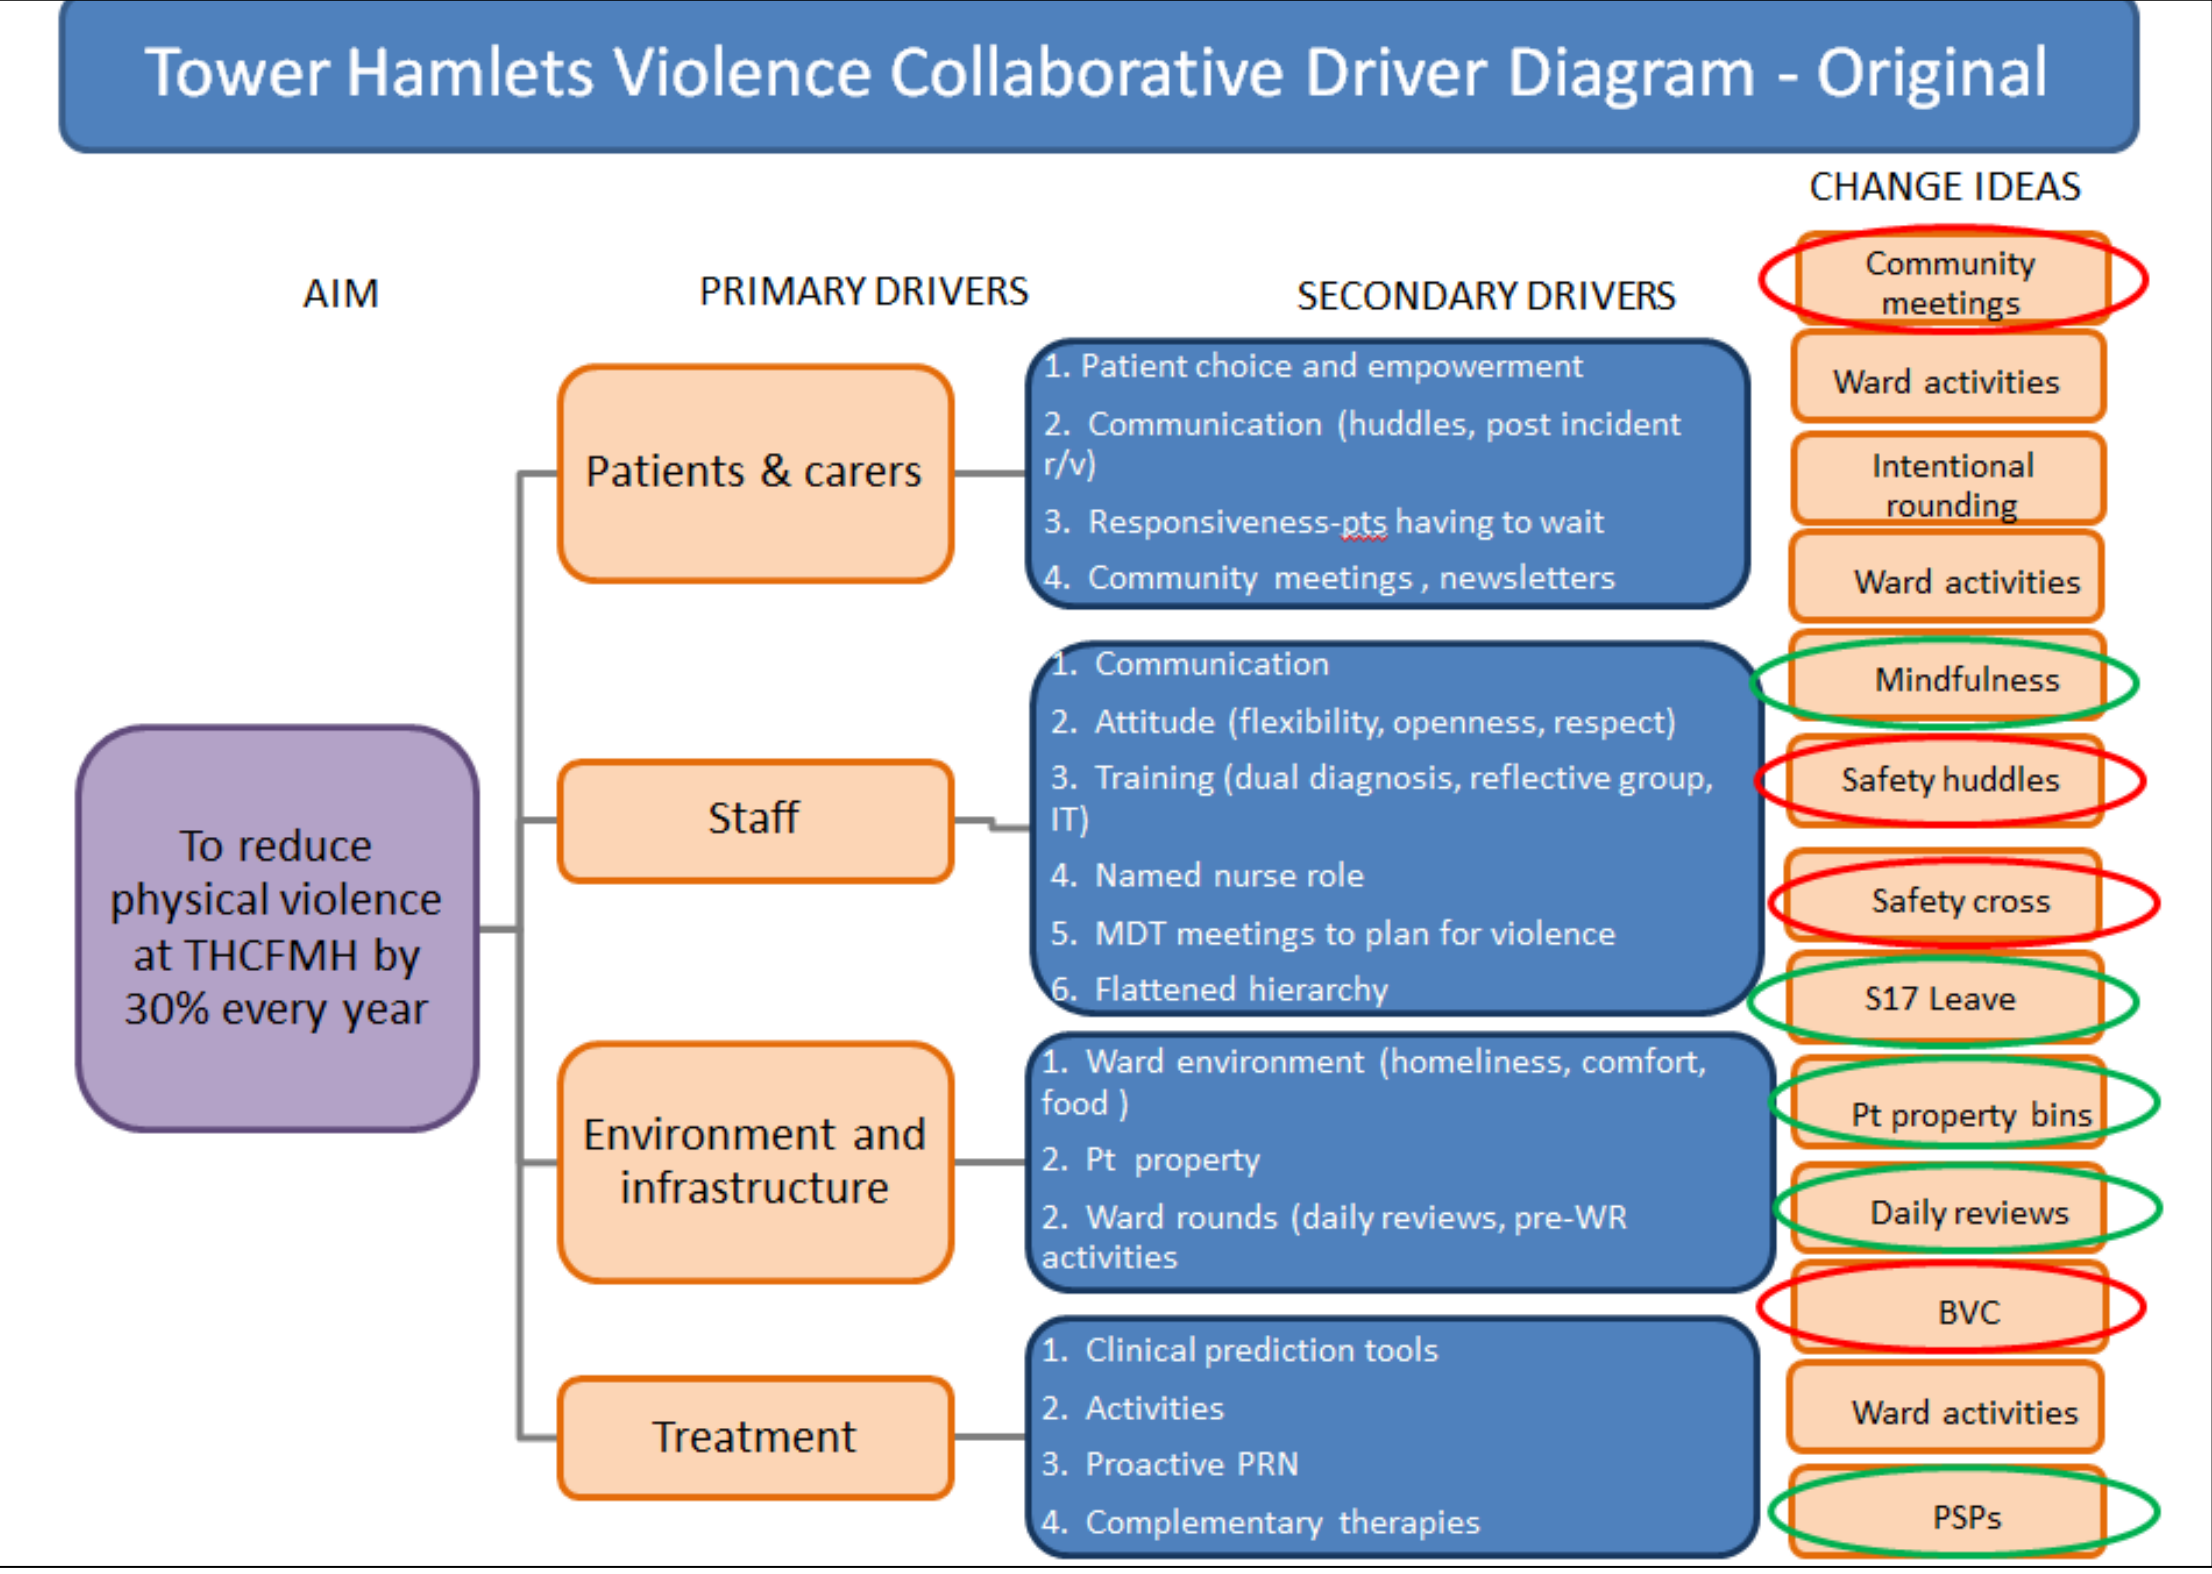 Tower Hamlets Violence Collaborative Driver Diagram - Original
AIM
PRIMARY DRIVERS
SECONDARY DRIVERS
CHANGE IDEAS
To reduce
physical violence
at THCFMH by
30% every year
Patients & carers
Staff
Environment and
infrastructure
Treatment
1. Patient choice and empowerment
2. Communication (huddles, post incident
r/v)
3. Responsiveness-pts having to wait
4. Community meetings , newsletters
1. Communication
2. Attitude (flexibility, openness, respect)
3. Training (dual diagnosis, reflective group,
IT)
4. Named nurse role
5. MDT meetings to plan for violence
6. Flattened hierarchy
1. Ward environment (homeliness, comfort,
food )
2. Pt property
2. Ward rounds (daily reviews, pre-WR
activities
1. Clinical prediction tools
2. Activities
3. Proactive PRN
4. Complementary therapies
Community
meetings
Ward activities
Intentional
rounding
Ward activities
Mindfulness
Safety huddles
Safety cross
S17 Leave
Pt property bins
Daily reviews
BVC
Ward activities
PSPs